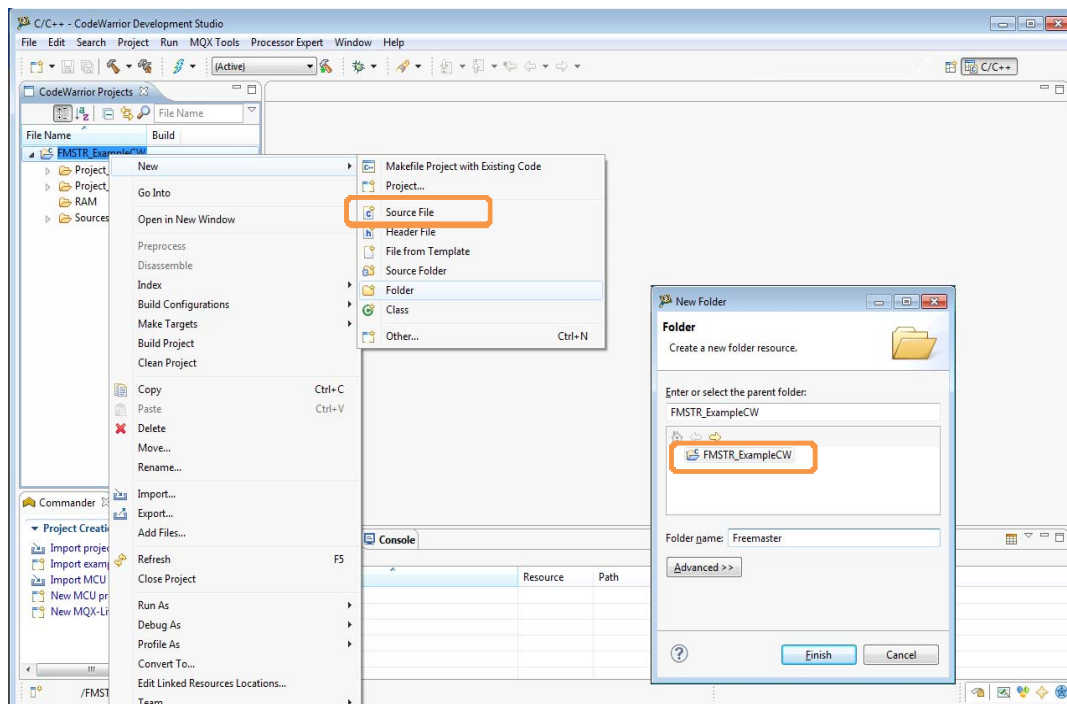 C/C++ - CodeWarrior Development Studio
File Edit Search Project Run MQX Tools Processor Expert Window Help
(Active)
C/C++
CodeWarrior Projects
File Name
File Name Build
FMSTR_ExampleCW
Project_
Project_
RAM
Sources
New
Go Into
Open in New Window
Preprocess
Disassemble
Index
Build Configurations
Make Targets
Build Project
Clean Project
Copy Ctrl+C
Paste Ctrl+V
Delete
Move...
Rename...
Import...
Export...
Add Files...
Refresh F5
Close Project
Run As
Debug As
Profile As
Convert To...
Edit Linked Resources Locations...
Team
Makefile Project with Existing Code
Project...
Source File
Header File
File from Template
Source Folder
Folder
Class
Other... Ctrl+N
New Folder
Folder
Create a new folder resource.
Enter or select the parent folder:
FMSTR_ExampleCW
FMSTR_ExampleCW
Folder name: Freemaster
Advanced >>
Finish Cancel
Commander
Project Creati
Import projec
Import exam
Import MCU
New MCU pr
New MQX-Li
Console
Resource Path
/FMST